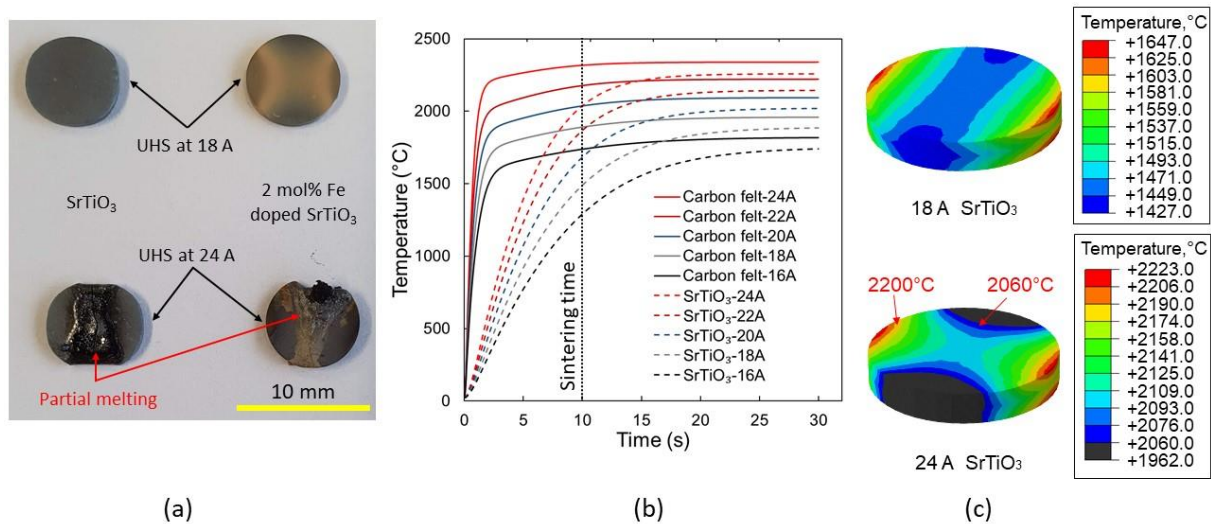 UHS at 18 A
SrTiO₃
2 mol% Fe
doped SrTiO₃
UHS at 24 A
Partial melting
10 mm
(a)
2500
2000
1500
1000
500
0
Temperature (°C)
Sintering time
Carbon felt-24A
Carbon felt-22A
Carbon felt-20A
Carbon felt-18A
Carbon felt-16A
SrTiO₃-24A
SrTiO₃-22A
SrTiO₃-20A
SrTiO₃-18A
SrTiO₃-16A
0 5 10 15 20 25 30
Time (s)
(b)
18 A SrTiO₃
Temperature,°C
+1647.0
+1625.0
+1603.0
+1581.0
+1559.0
+1537.0
+1515.0
+1493.0
+1471.0
+1449.0
+1427.0
2200°C 2060°C
24 A SrTiO₃
Temperature,°C
+2223.0
+2206.0
+2190.0
+2174.0
+2158.0
+2141.0
+2125.0
+2109.0
+2093.0
+2076.0
+2060.0
+1962.0
(c)